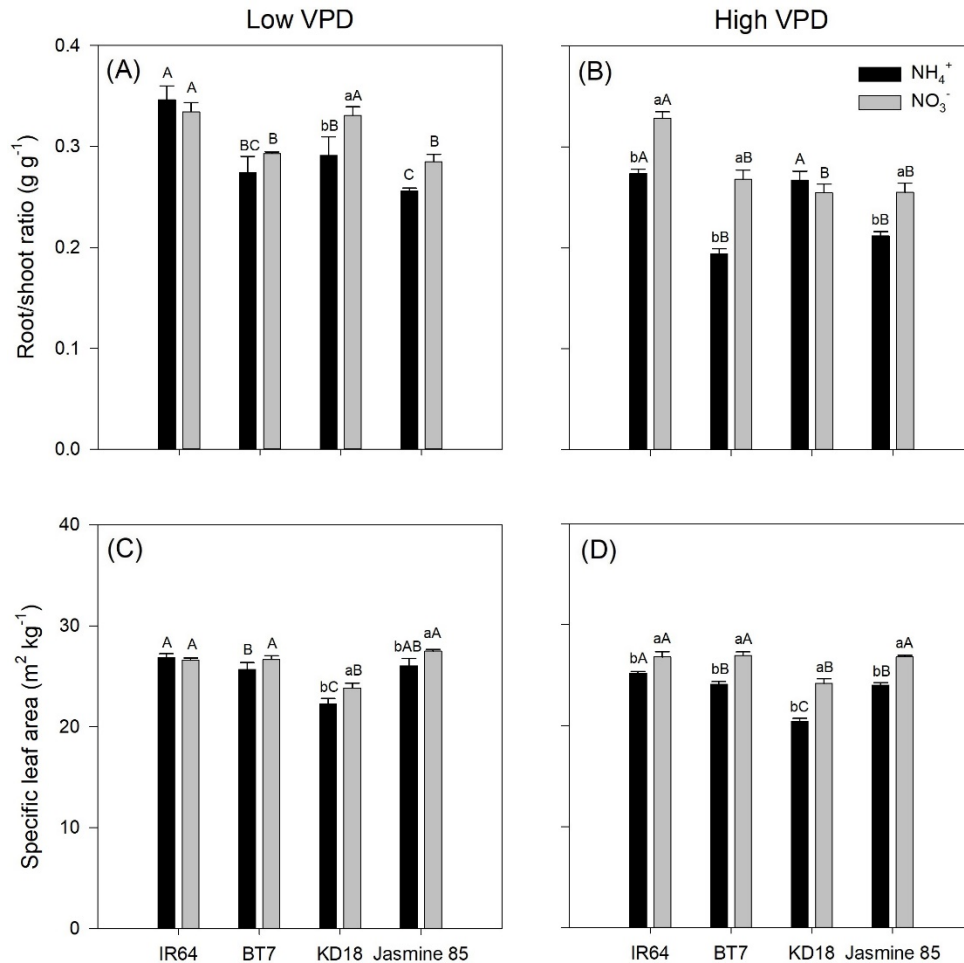 Low VPD
High VPD
Root/shoot ratio (g g⁻¹)
0.4
0.3
0.2
0.1
0.0
(A)
A
A
BC
B
bB
aA
C
B
(B)
NH₄⁺
NO₃⁻
bA
aA
bB
aB
A
B
bB
aB
Specific leaf area (m² kg⁻¹)
40
30
20
10
0
(C)
A
A
B
A
bC
aB
bAB
aA
IR64 BT7 KD18 Jasmine 85
(D)
bA
aA
bB
aA
bC
aB
bB
aA
IR64 BT7 KD18 Jasmine 85